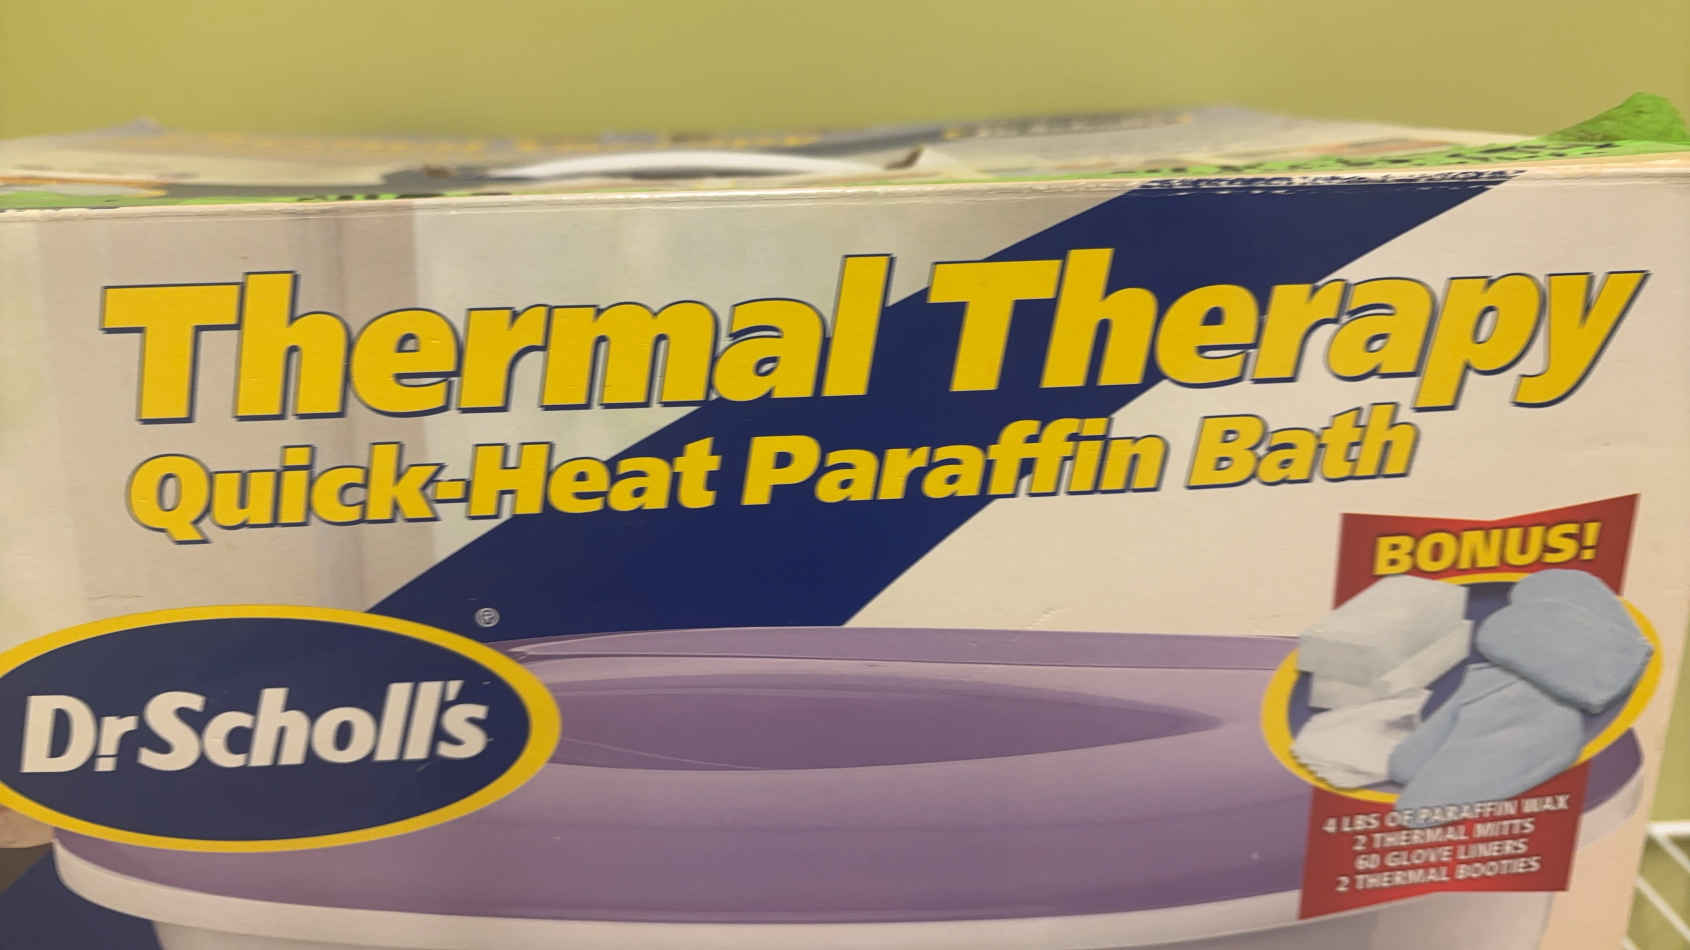 Thermal Therapy
Quick-Heat Paraffin Bath
BONUS!
®
Dr. Scholl's
4 LBS OF PARAFFIN WAX
2 THERMAL MITTS
60 GLOVE LINERS
2 THERMAL BOOTIES